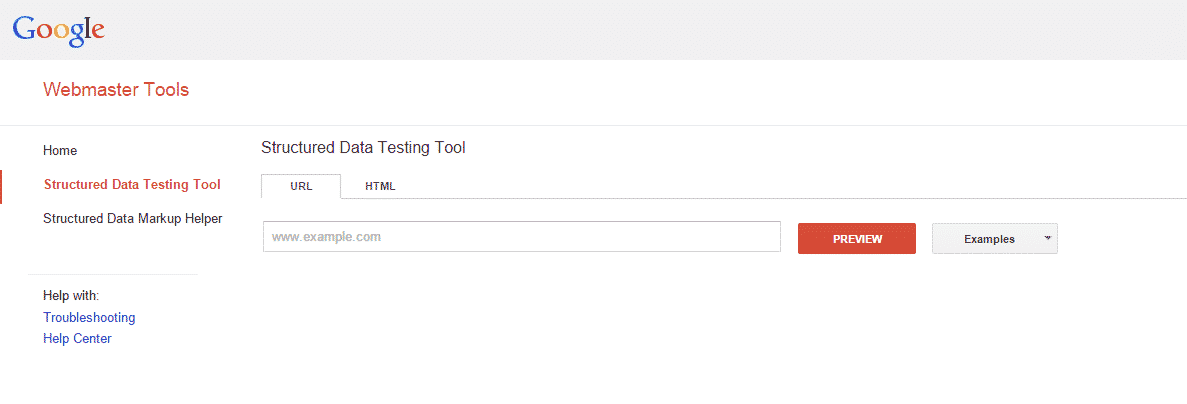 Google
Webmaster Tools
Home
Structured Data Testing Tool
Structured Data Markup Helper
Help with:
Troubleshooting
Help Center
Structured Data Testing Tool
URL HTML
www.example.com PREVIEW Examples